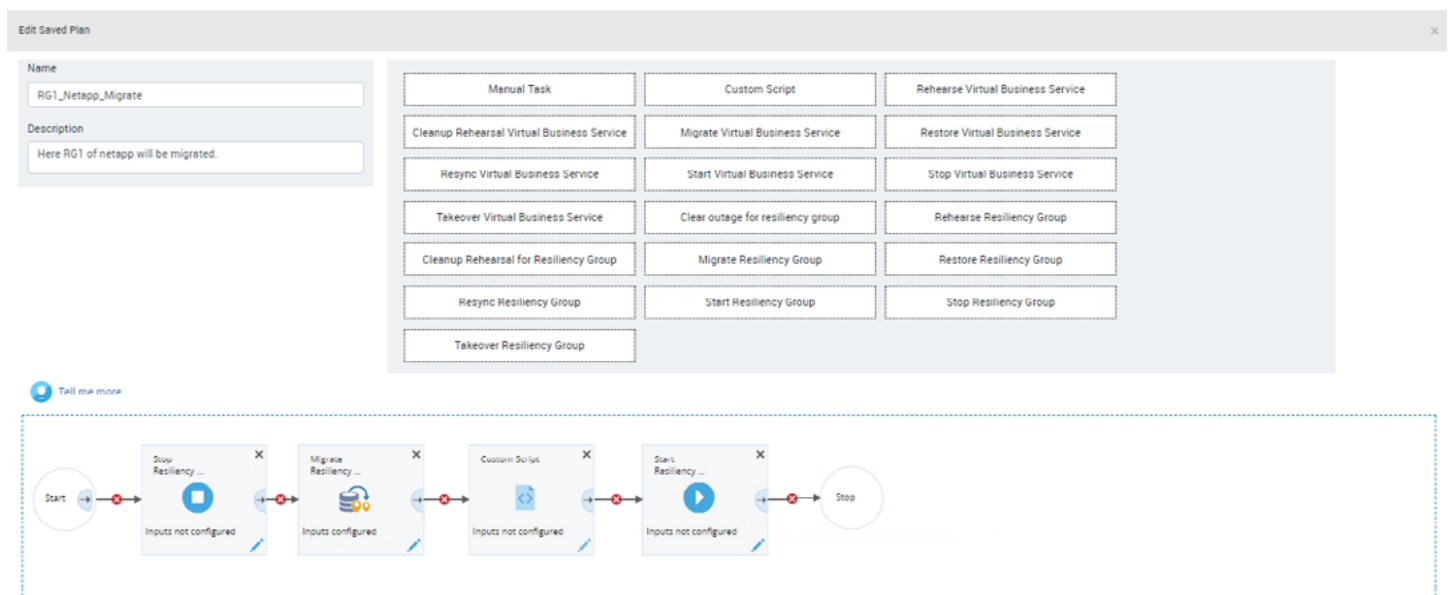 Edit Saved Plan
Name
RG1_Netapp_Migrate
Description
Here RG1 of netapp will be migrated.
Manual Task
Custom Script
Rehearse Virtual Business Service
Cleanup Rehearsal Virtual Business Service
Migrate Virtual Business Service
Restore Virtual Business Service
Resync Virtual Business Service
Start Virtual Business Service
Stop Virtual Business Service
Takeover Virtual Business Service
Clear outage for resiliency group
Rehearse Resiliency Group
Cleanup Rehearsal for Resiliency Group
Migrate Resiliency Group
Restore Resiliency Group
Resync Resiliency Group
Start Resiliency Group
Stop Resiliency Group
Takeover Resiliency Group
Tell me more
Start
Stop
Resiliency ...
Inputs not configured
Migrate
Resiliency ...
Inputs configured
Custom Script
Inputs not configured
Start
Resiliency ...
Inputs not configured
Stop